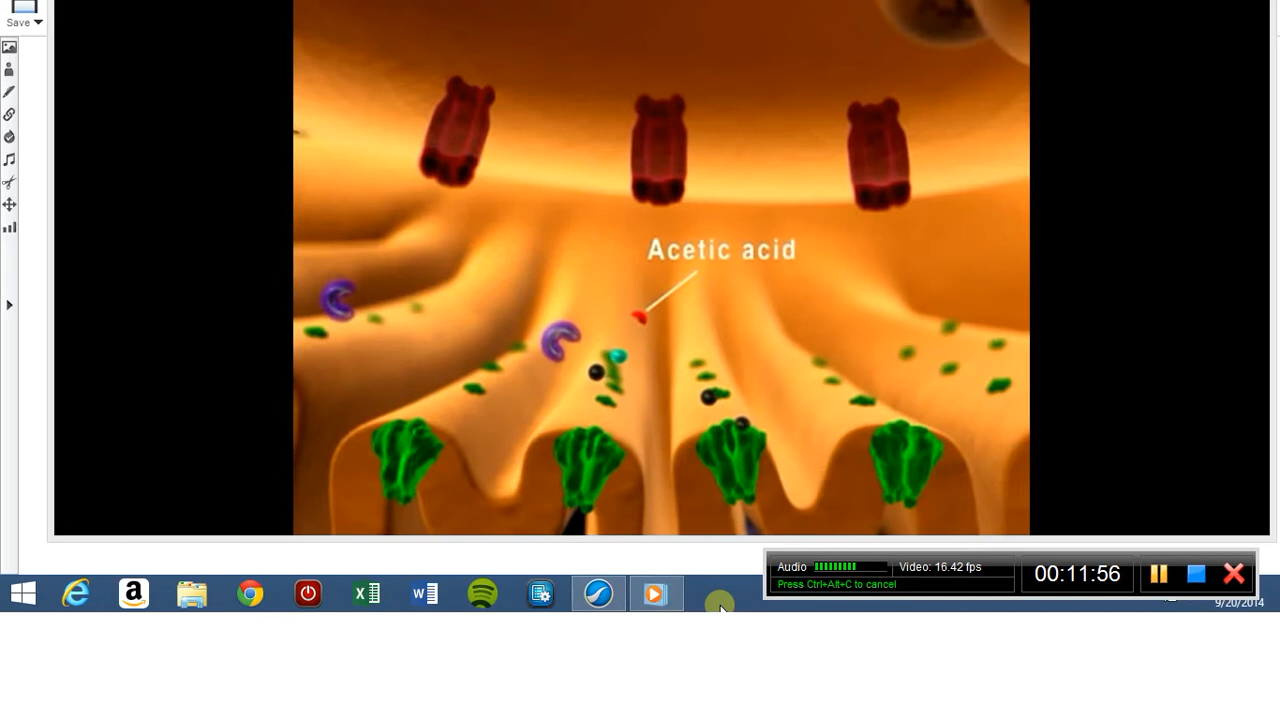 Save
Acetic acid
Audio
Video: 16.42 fps
Press Ctrl+Alt+C to cancel
00:11:56
9/20/2014